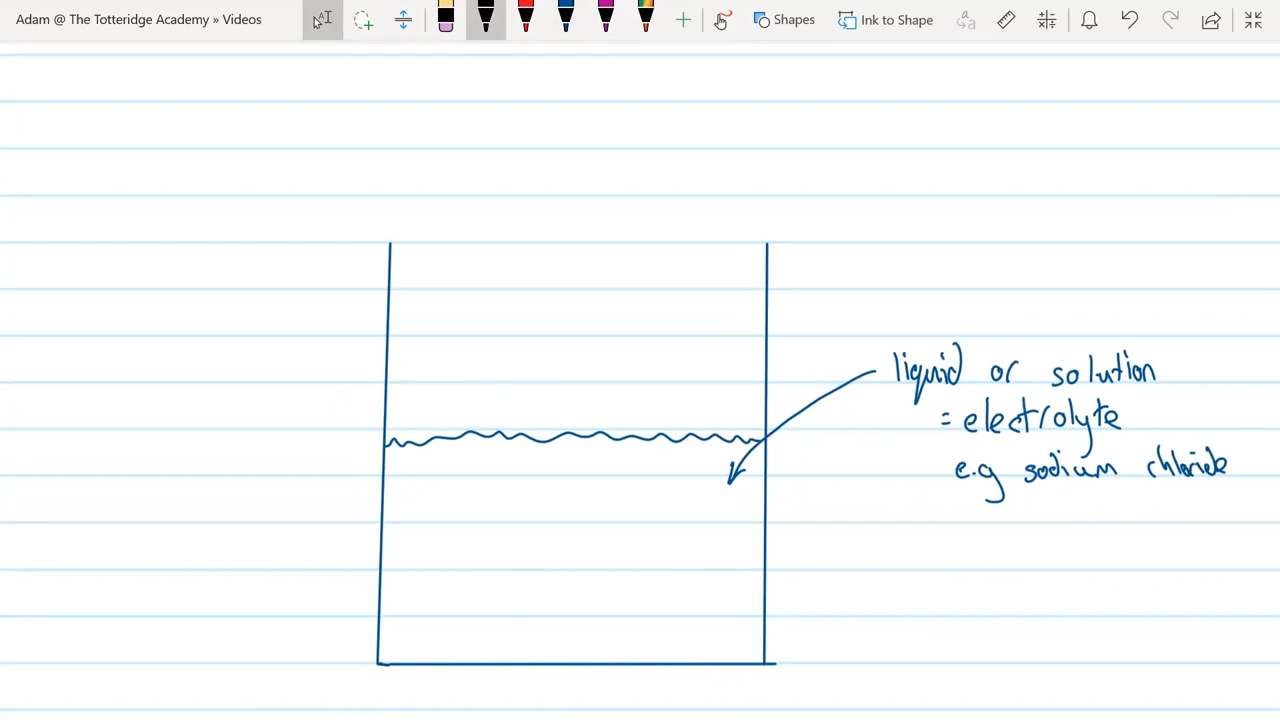 Adam @ The Totteridge Academy » Videos
Shapes
Ink to Shape
liquid or solution
= electrolyte
e.g sodium chloride